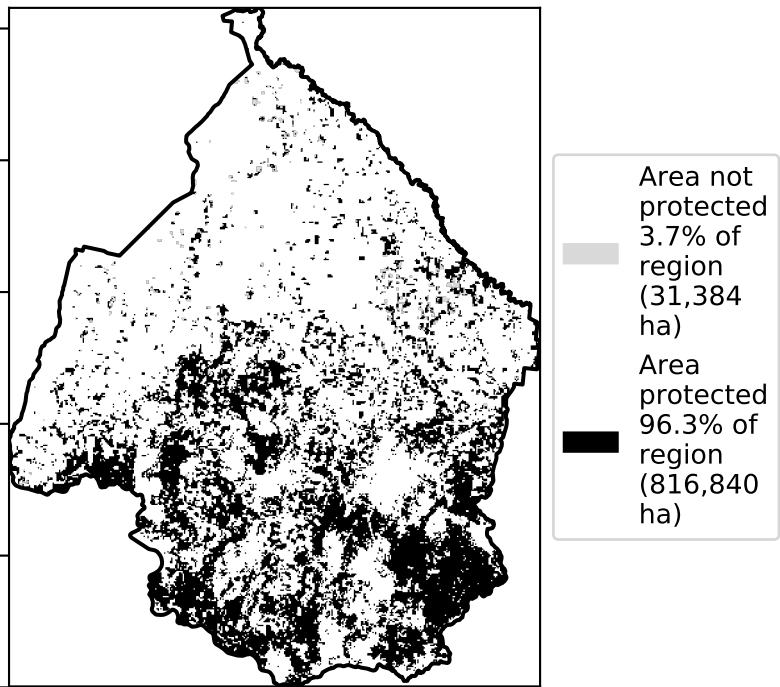 Area not
protected
3.7% of
region
(31,384
ha)
Area
protected
96.3% of
region
(816,840
ha)